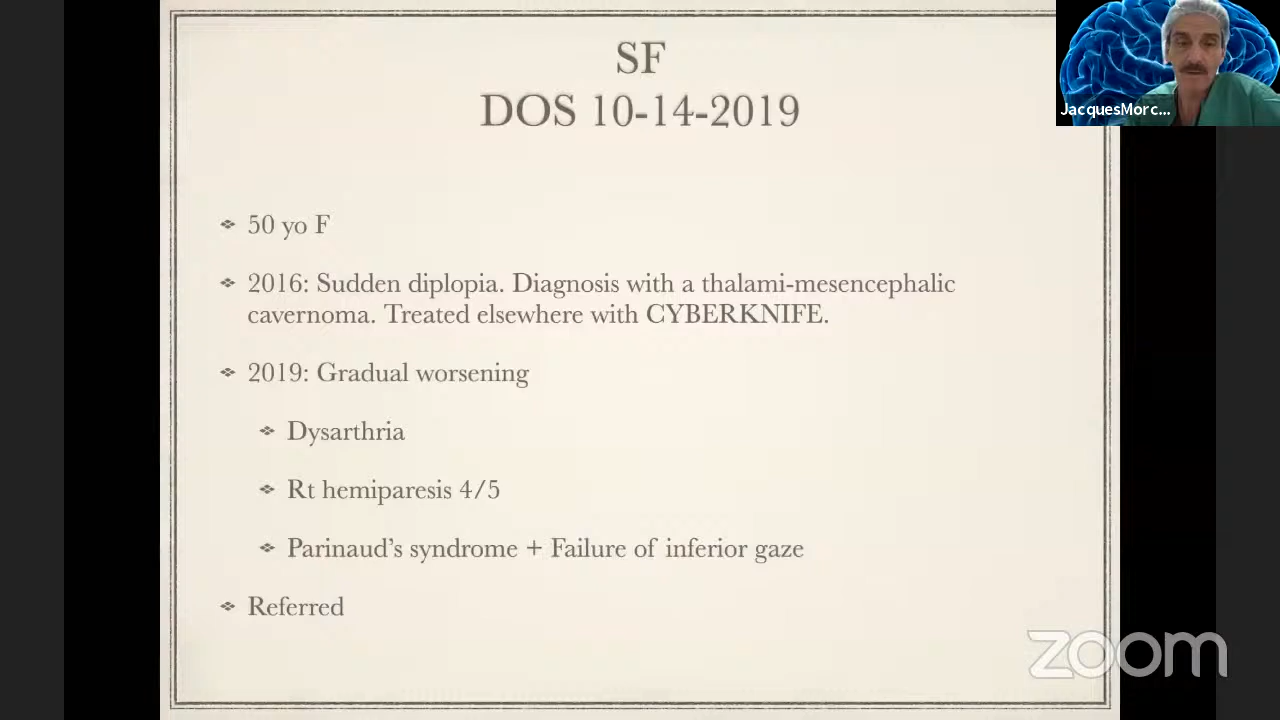 SF
DOS 10-14-2019
JacquesMorc...
50 yo F
2016: Sudden diplopia. Diagnosis with a thalami-mesencephalic
cavernoma. Treated elsewhere with CYBERKNIFE.
2019: Gradual worsening
Dysarthria
Rt hemiparesis 4/5
Parinaud’s syndrome + Failure of inferior gaze
Referred
zoom